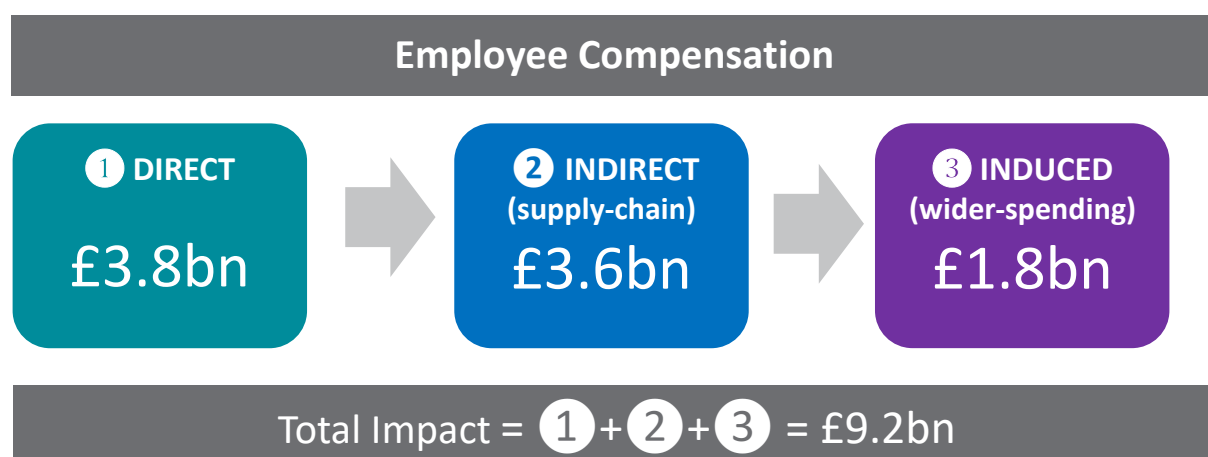 Employee Compensation
① DIRECT
£3.8bn
② INDIRECT
(supply-chain)
£3.6bn
③ INDUCED
(wider-spending)
£1.8bn
Total Impact = ①+②+③ = £9.2bn